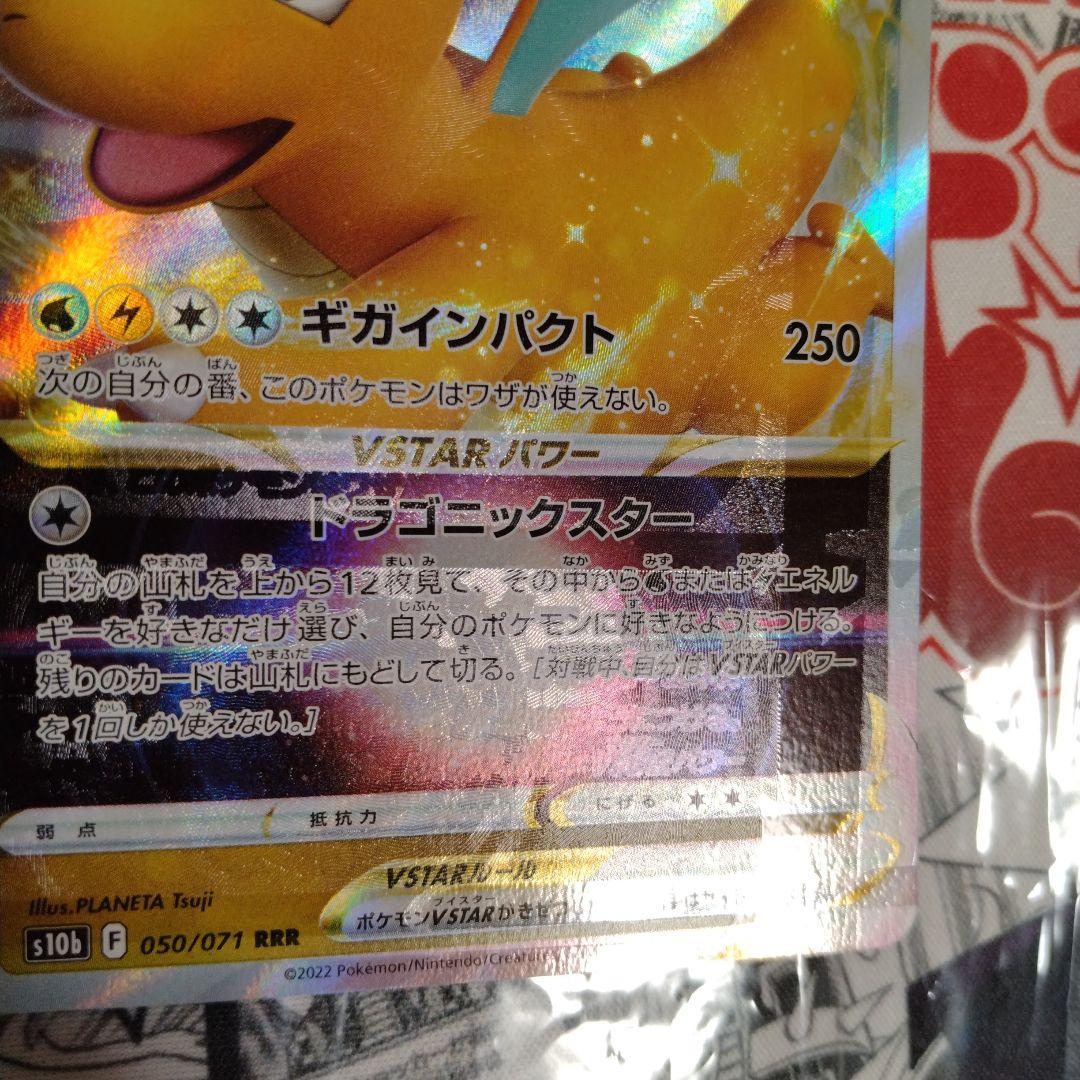 ギガインパクト 250
次の自分の番、このポケモンはワザが使えない。
VSTARパワー
ドラゴニックスター
自分の山札を上から12枚見て、その中からまたはエネル
ギーを好きなだけ選び、自分のポケモンに好きなようにつける。
残りのカードは山札にもどして切る。[対戦中、自分はVSTARパワー
を1回しか使えない。]
弱点 抵抗力 にげる
VSTARルール
ポケモンVSTARがきぜつ
Illus. PLANETA Tsuji
s10b F 050/071 RRR
©2022 Pokémon/Nintendo/Creatures